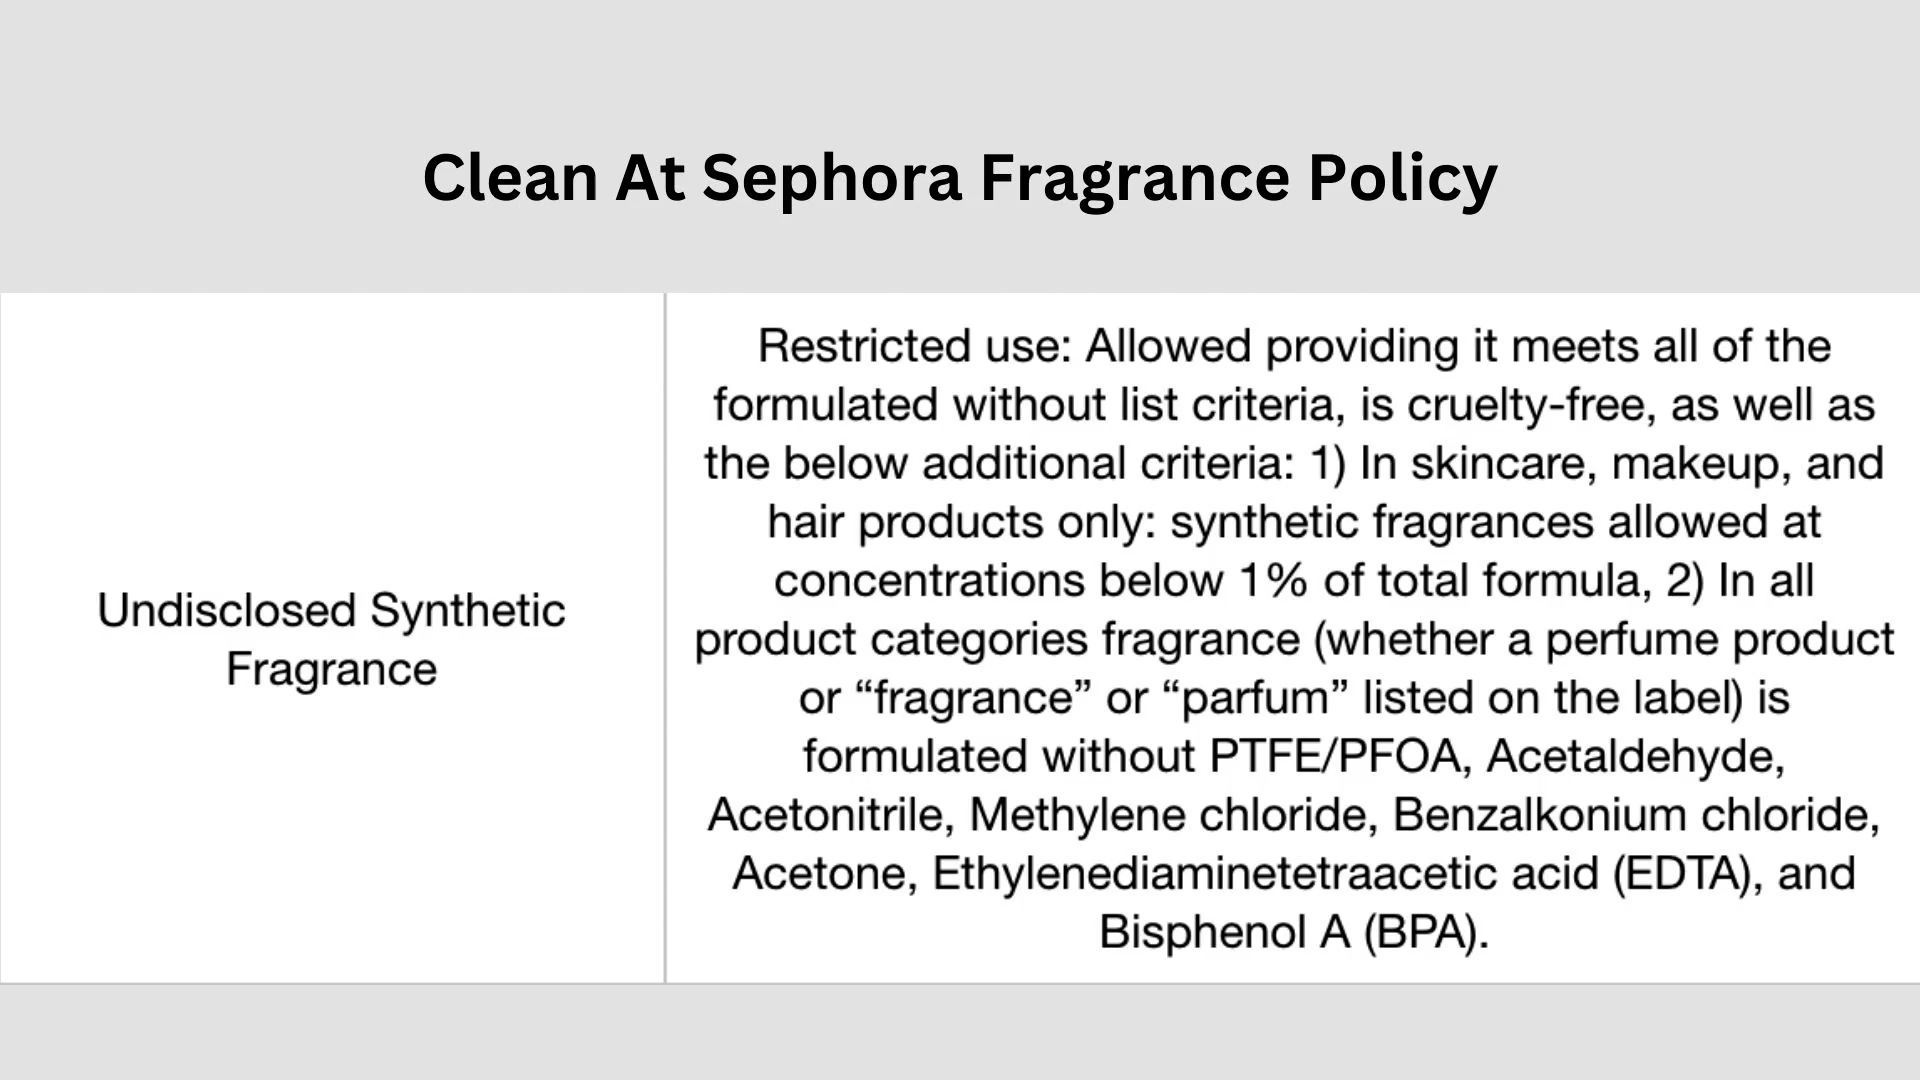 Clean At Sephora Fragrance Policy
Undisclosed Synthetic
Fragrance
Restricted use: Allowed providing it meets all of the
formulated without list criteria, is cruelty-free, as well as
the below additional criteria: 1) In skincare, makeup, and
hair products only: synthetic fragrances allowed at
concentrations below 1% of total formula, 2) In all
product categories fragrance (whether a perfume product
or “fragrance” or “parfum” listed on the label) is
formulated without PTFE/PFOA, Acetaldehyde,
Acetonitrile, Methylene chloride, Benzalkonium chloride,
Acetone, Ethylenediaminetetraacetic acid (EDTA), and
Bisphenol A (BPA).